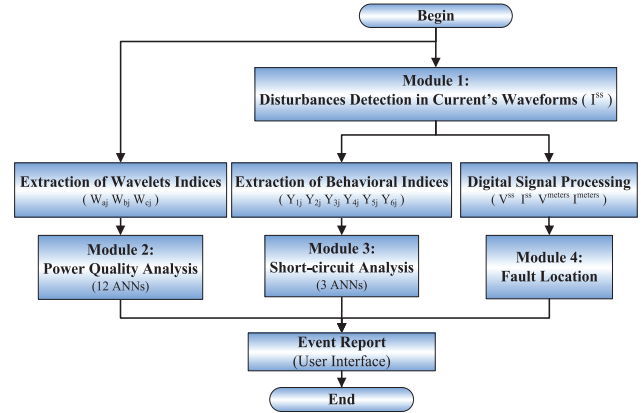 Begin
Module 1:
Disturbances Detection in Current's Waveforms ( I^ss )
Extraction of Wavelets Indices
( W_aj W_bj W_cj )
Extraction of Behavioral Indices
( Y_1j Y_2j Y_3j Y_4j Y_5j Y_6j )
Digital Signal Processing
( V^ss I^ss V^meters I^meters )
Module 2:
Power Quality Analysis
(12 ANNs)
Module 3:
Short-circuit Analysis
(3 ANNs)
Module 4:
Fault Location
Event Report
(User Interface)
End